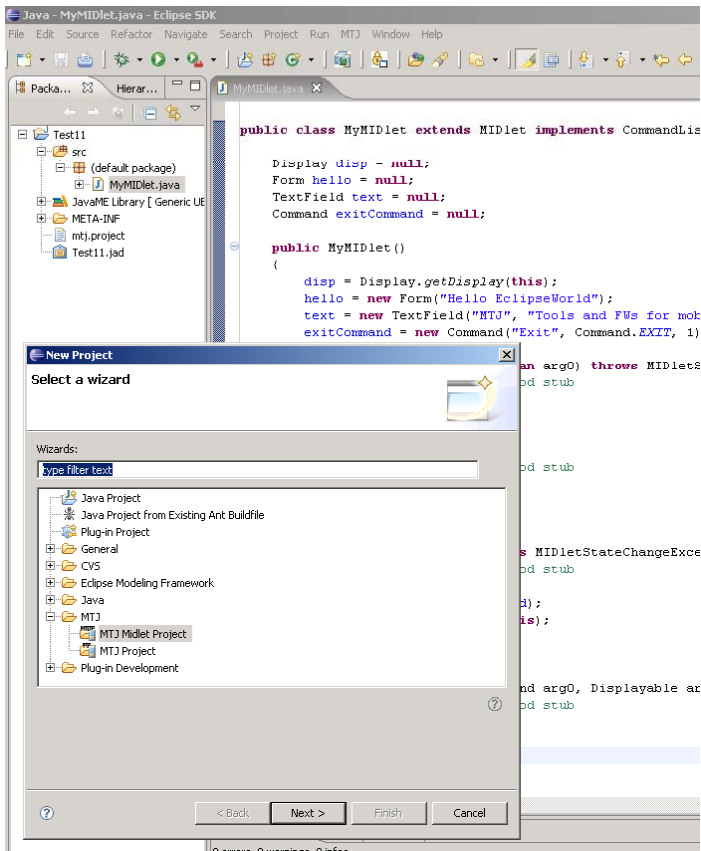 Java - MyMIDlet.java - Eclipse SDK
File Edit Source Refactor Navigate Search Project Run MTJ Window Help
Packa... Hierar...
MyMIDlet.java
Test11
src
(default package)
MyMIDlet.java
JavaME Library [ Generic UE
META-INF
mtj.project
Test11.jad
public class MyMIDlet extends MIDlet implements CommandLis
Display disp = null;
Form hello = null;
TextField text = null;
Command exitCommand = null;
public MyMIDlet()
{
disp = Display.getDisplay(this);
hello = new Form("Hello EclipseWorld");
text = new TextField("MTJ", "Tools and FWs for mob
exitCommand = new Command("Exit", Command.EXIT, 1)
an arg0) throws MIDletS
od stub
od stub
s MIDletStateChangeExce
od stub
d);
is);
nd arg0, Displayable ar
od stub
New Project
Select a wizard
Wizards:
type filter text
Java Project
Java Project from Existing Ant Buildfile
Plug-in Project
General
CVS
Eclipse Modeling Framework
Java
MTJ
MTJ Midlet Project
MTJ Project
Plug-in Development
< Back Next > Finish Cancel
0 errors, 0 warnings, 0 infos